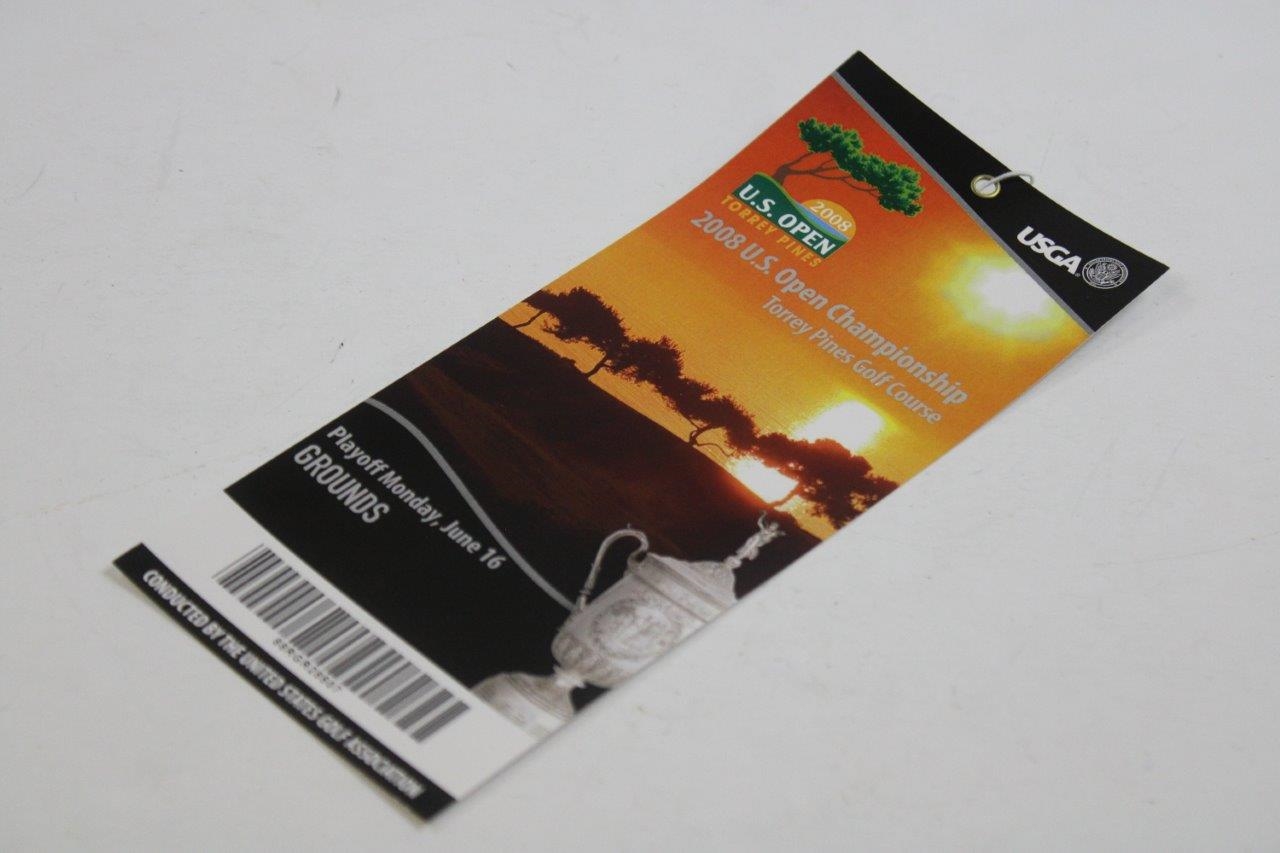 USGA
2008
U.S. OPEN
TORREY PINES
2008 U.S. Open Championship
Torrey Pines Golf Course
Playoff Monday, June 16
GROUNDS
CONDUCTED BY THE UNITED STATES GOLF ASSOCIATION